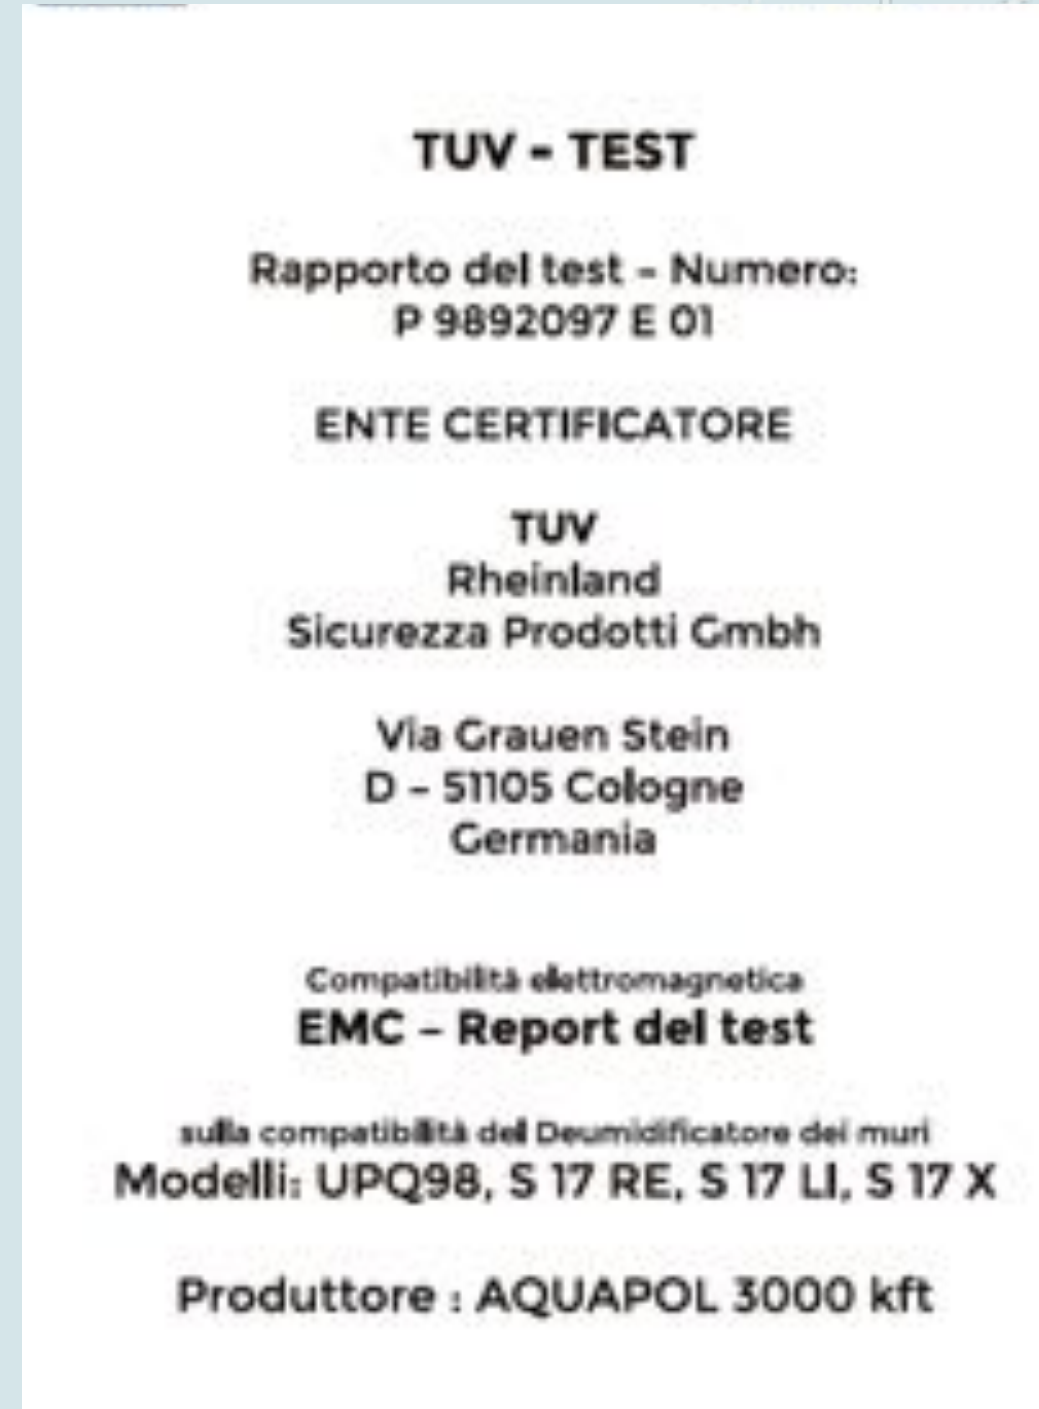 TUV - TEST
Rapporto del test - Numero:
P 9892097 E 01
ENTE CERTIFICATORE
TUV
Rheinland
Sicurezza Prodotti Gmbh
Via Grauen Stein
D - 51105 Cologne
Germania
Compatibilità elettromagnetica
EMC - Report del test
sulla compatibilità del Deumidificatore dei muri
Modelli: UPQ98, S 17 RE, S 17 LI, S 17 X
Produttore : AQUAPOL 3000 kft